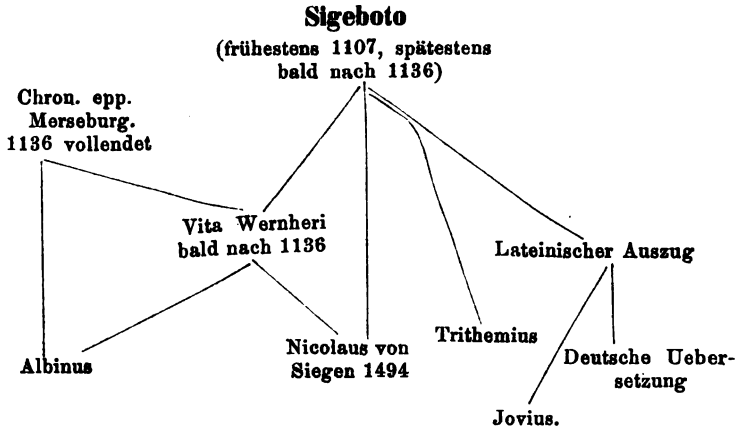 Sigeboto
(frühestens 1107, spätestens
bald nach 1136)
Chron. epp.
Merseburg.
1136 vollendet
Vita Wernheri
bald nach 1136
Lateinischer Auszug
Albinus
Nicolaus von
Siegen 1494
Trithemius
Deutsche Ueber-
setzung
Jovius.